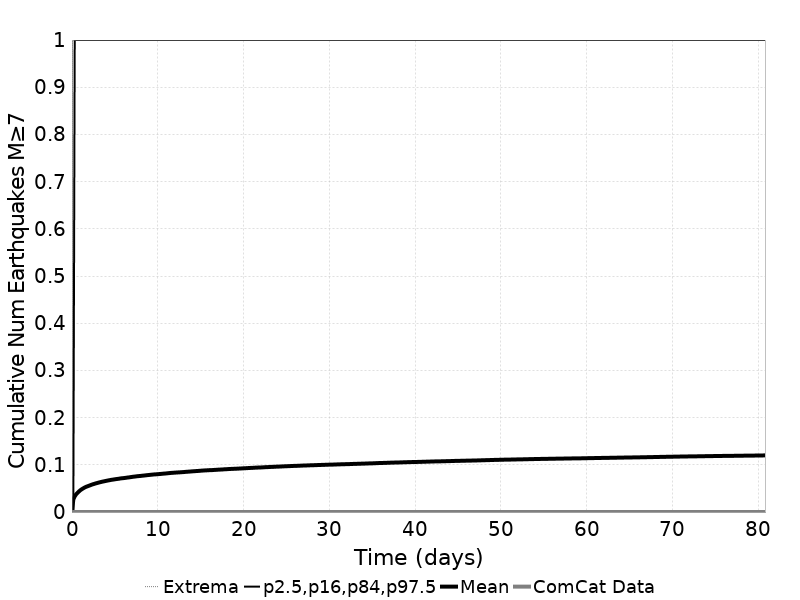 1
0.9
0.8
0.7
0.6
0.5
0.4
0.3
0.2
0.1
0
Cumulative Num Earthquakes M≥7
0 10 20 30 40 50 60 70 80
Time (days)
Extrema p2.5,p16,p84,p97.5 Mean ComCat Data